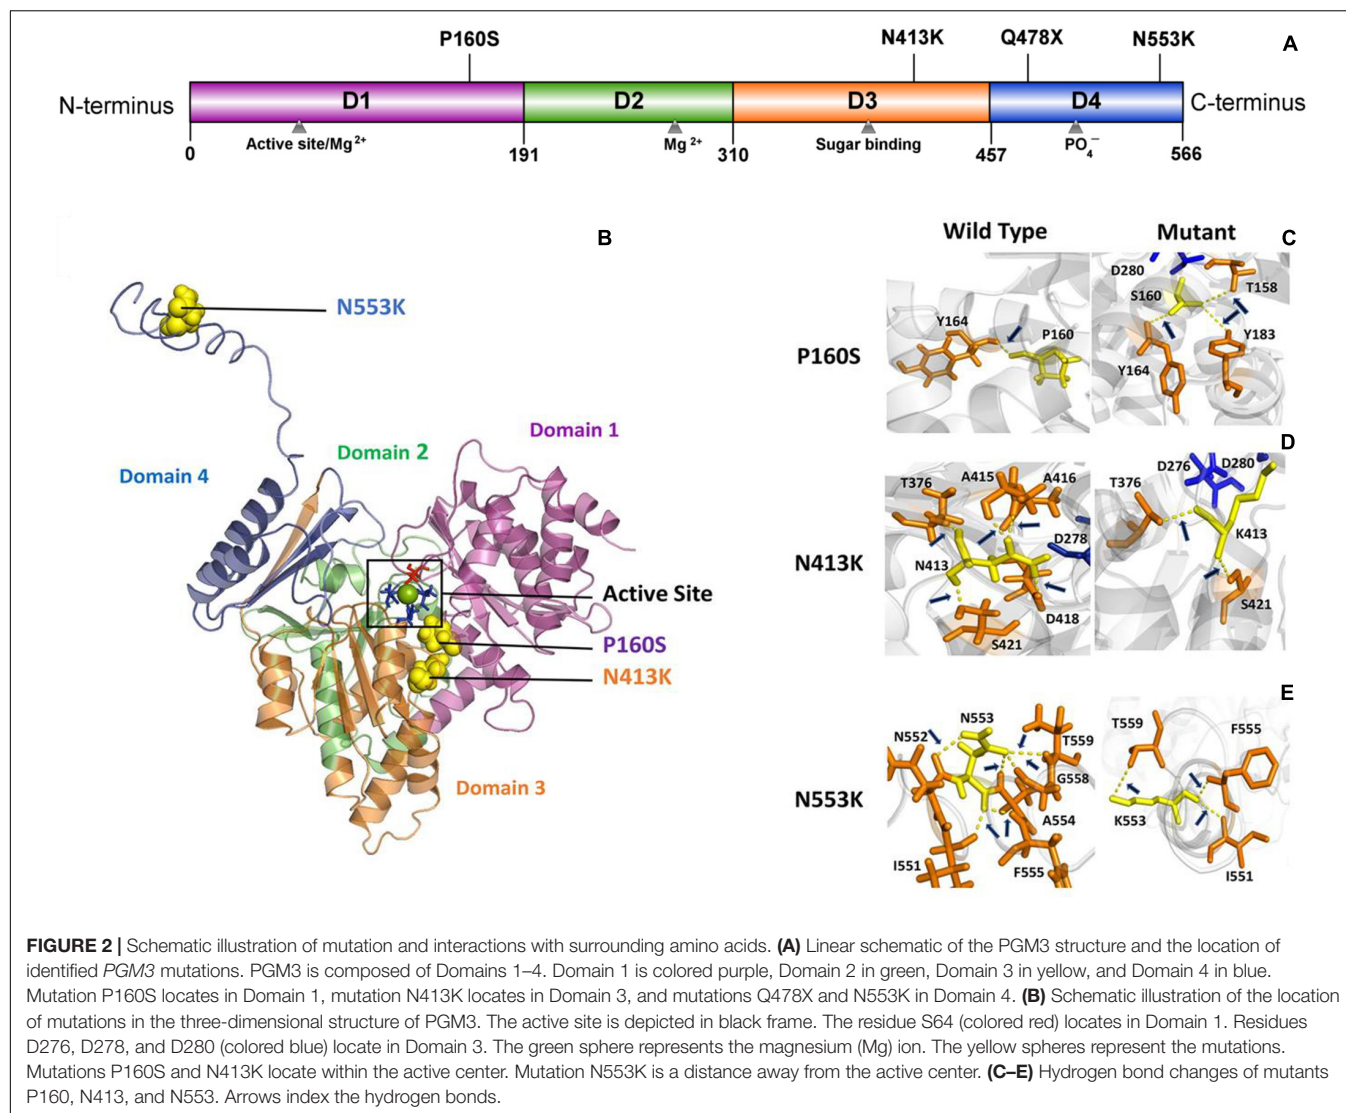 P160S N413K Q478X N553K A
N-terminus D1 D2 D3 D4 C-terminus
Active site/Mg2+ Mg 2+ Sugar binding PO4−
0 191 310 457 566
B
N553K
Domain 1
Domain 2
Domain 4
Active Site
P160S
N413K
Domain 3
Wild Type Mutant C
P160S
Y164 P160
D280 S160 T158 Y183 Y164
D
N413K
T376 A415 A416 D278 N413 D418 S421
T376 D276 D280 K413 S421
E
N553K
N552 N553 T559 G558 A554 F555 I551
T559 F555 K553 I551
FIGURE 2 | Schematic illustration of mutation and interactions with surrounding amino acids. (A) Linear schematic of the PGM3 structure and the location of
identified PGM3 mutations. PGM3 is composed of Domains 1–4. Domain 1 is colored purple, Domain 2 in green, Domain 3 in yellow, and Domain 4 in blue.
Mutation P160S locates in Domain 1, mutation N413K locates in Domain 3, and mutations Q478X and N553K in Domain 4. (B) Schematic illustration of the location
of mutations in the three-dimensional structure of PGM3. The active site is depicted in black frame. The residue S64 (colored red) locates in Domain 1. Residues
D276, D278, and D280 (colored blue) locate in Domain 3. The green sphere represents the magnesium (Mg) ion. The yellow spheres represent the mutations.
Mutations P160S and N413K locate within the active center. Mutation N553K is a distance away from the active center. (C–E) Hydrogen bond changes of mutants
P160, N413, and N553. Arrows index the hydrogen bonds.